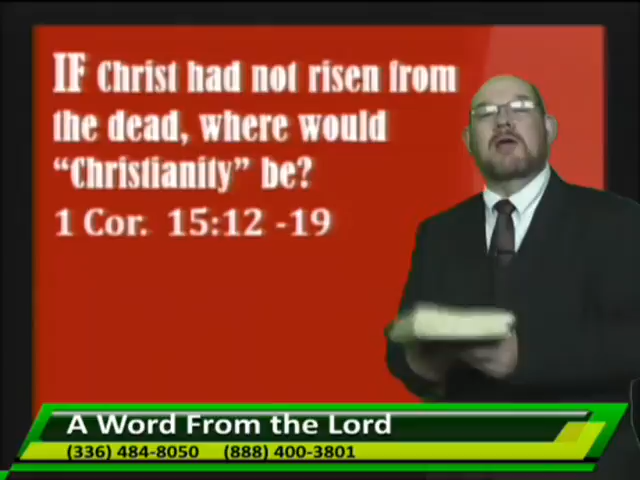 IF Christ had not risen from
the dead, where would
“Christianity” be?
1 Cor. 15:12 -19
A Word From the Lord
(336) 484-8050 (888) 400-3801